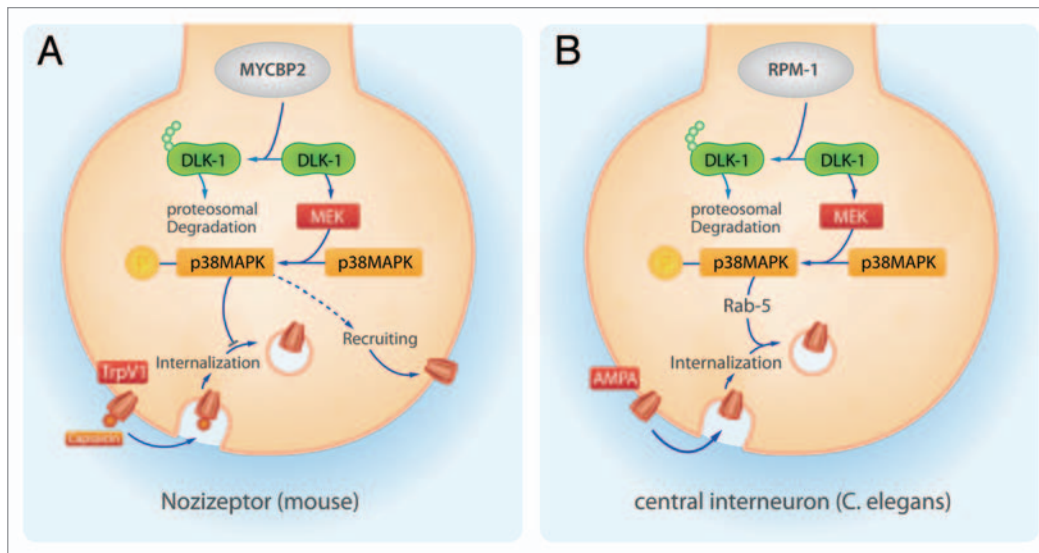 A
MYCBP2
DLK-1
DLK-1
proteosomal
Degradation
MEK
P
p38MAPK
p38MAPK
Internalization
Recruiting
TrpV1
capsaicin
Nozizeptor (mouse)
B
RPM-1
DLK-1
DLK-1
proteosomal
Degradation
MEK
P
p38MAPK
p38MAPK
Rab-5
Internalization
AMPA
central interneuron (C. elegans)